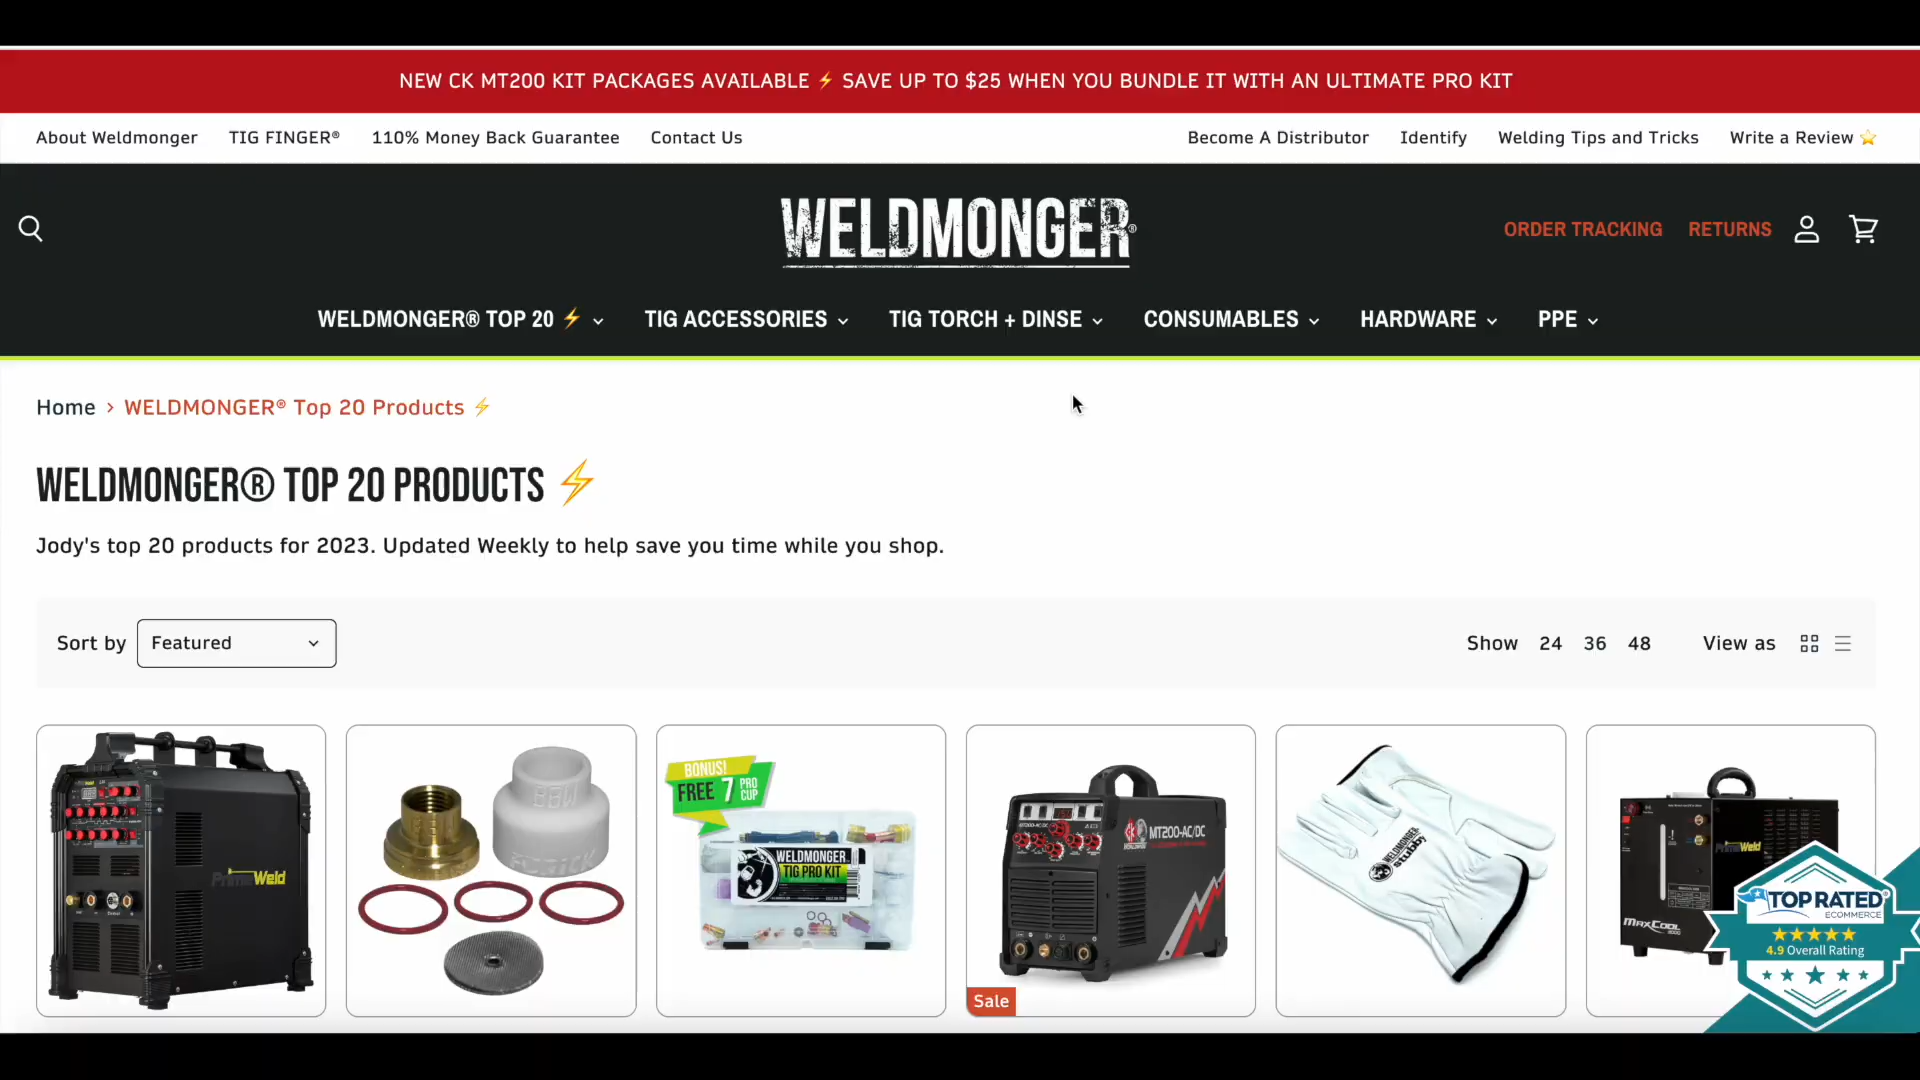 NEW CK MT200 KIT PACKAGES AVAILABLE ⚡ SAVE UP TO $25 WHEN YOU BUNDLE IT WITH AN ULTIMATE PRO KIT
About Weldmonger TIG FINGER® 110% Money Back Guarantee Contact Us Become A Distributor Identify Welding Tips and Tricks Write a Review ⭐
WELDMONGER®
ORDER TRACKING RETURNS
WELDMONGER® TOP 20 ⚡ TIG ACCESSORIES TIG TORCH + DINSE CONSUMABLES HARDWARE PPE
Home > WELDMONGER® Top 20 Products ⚡
WELDMONGER® TOP 20 PRODUCTS ⚡
Jody's top 20 products for 2023. Updated Weekly to help save you time while you shop.
Sort by Featured Show 24 36 48 View as
PrimeWeld
BBW
BONUS!
FREE 7 PRO CUP
WELDMONGER
TIG PRO KIT
CK
MT200-AC/DC
Sale
WELDMONGER
stubby
PrimeWeld
MAXCOOL
TOP RATED
ECOMMERCE
4.9 Overall Rating